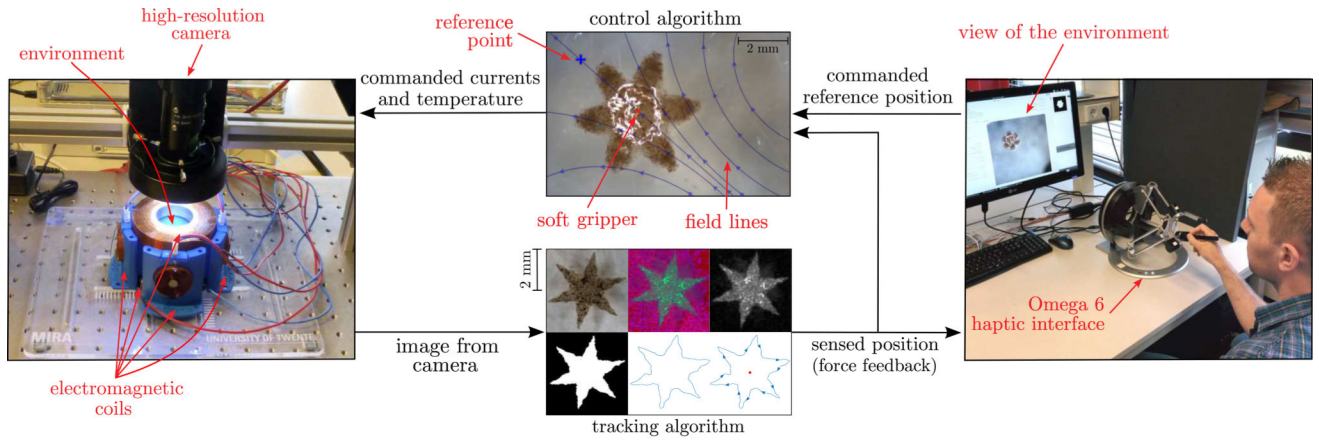 high-resolution
camera
environment
reference
point
control algorithm
2 mm
view of the environment
commanded currents
and temperature
commanded
reference position
soft gripper
field lines
2 mm
MIRA
UNIVERSITY OF TWENTE
image from
camera
sensed position
(force feedback)
Omega 6
haptic interface
electromagnetic
coils
tracking algorithm